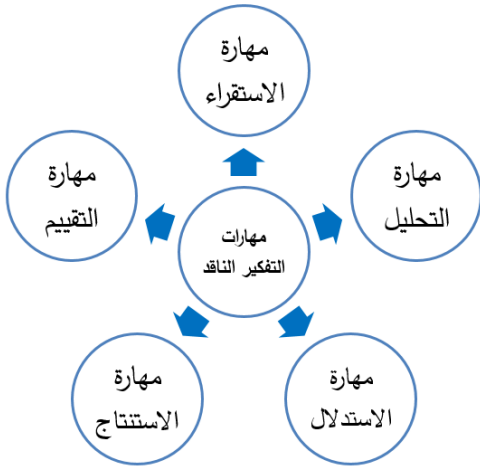 مهارة
الاستقراء
مهارة
التحليل
مهارة
التقييم
مهارات
التفكير الناقد
مهارة
الاستدلال
مهارة
الاستنتاج